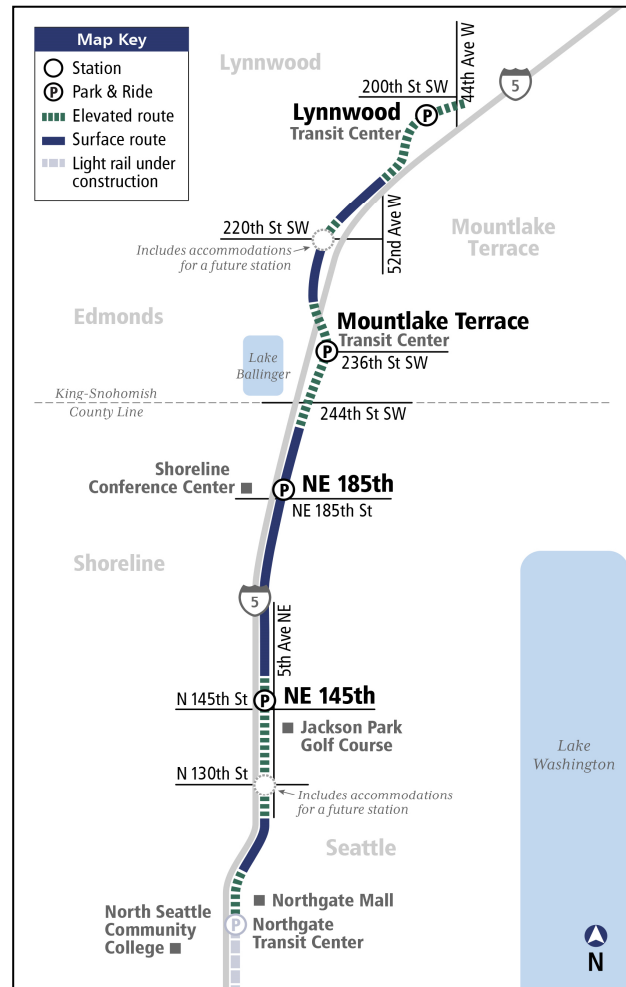 Map Key
Station
P Park & Ride
Elevated route
Surface route
Light rail under
construction
Lynnwood
44th Ave W
200th St SW
5
Lynnwood
P
Transit Center
220th St SW
52nd Ave W
Mountlake
Terrace
Includes accommodations
for a future station
Edmonds
Mountlake Terrace
P
Transit Center
236th St SW
Lake
Ballinger
King-Snohomish
County Line
244th St SW
Shoreline
Conference Center
P
NE 185th
NE 185th St
Shoreline
5
5th Ave NE
N 145th St
P
NE 145th
Jackson Park
Golf Course
Lake
Washington
N 130th St
Includes accommodations
for a future station
Seattle
Northgate Mall
North Seattle
Community
College
P
Northgate
Transit Center
N